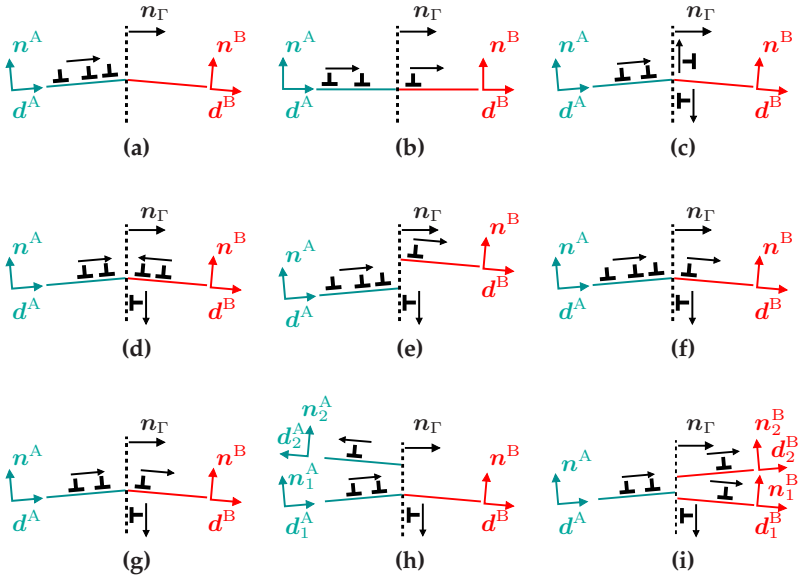 n_Γ n_Γ n_Γ
n^A n^B n^A n^B n^A n^B
d^A d^B d^A d^B d^A d^B
(a) (b) (c)
n_Γ n_Γ n_Γ
n^A n^B n^A n^B n^A n^B
d^A d^B d^A d^B d^A d^B
(d) (e) (f)
n_Γ n_2^A n_Γ n_Γ n_2^B
n^A n^B d_2^A n_1^A n^B n^A d_2^B n_1^B
d^A d^B d_1^A d^B d^A d_1^B
(g) (h) (i)